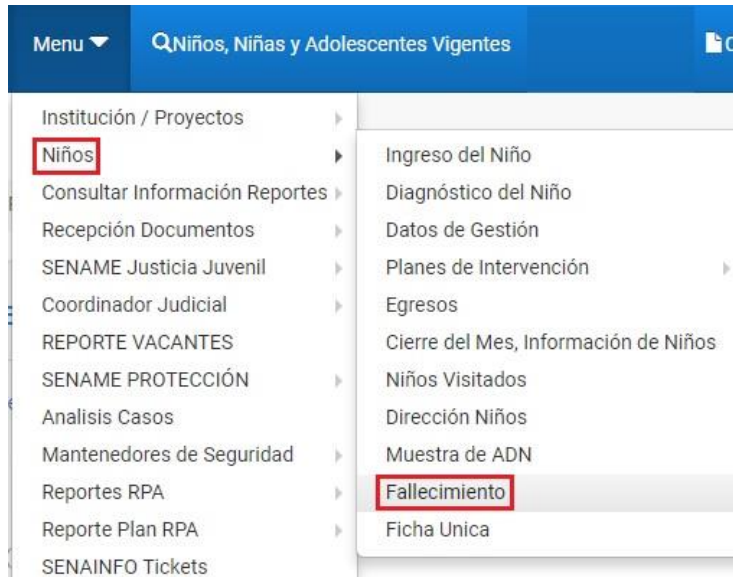 Menu
Niños, Niñas y Adolescentes Vigentes
Institución / Proyectos
Niños
Consultar Información Reportes
Recepción Documentos
SENAME Justicia Juvenil
Coordinador Judicial
REPORTE VACANTES
SENAME PROTECCIÓN
Analisis Casos
Mantenedores de Seguridad
Reportes RPA
Reporte Plan RPA
SENAINFO Tickets
Ingreso del Niño
Diagnóstico del Niño
Datos de Gestión
Planes de Intervención
Egresos
Cierre del Mes, Información de Niños
Niños Visitados
Dirección Niños
Muestra de ADN
Fallecimiento
Ficha Unica